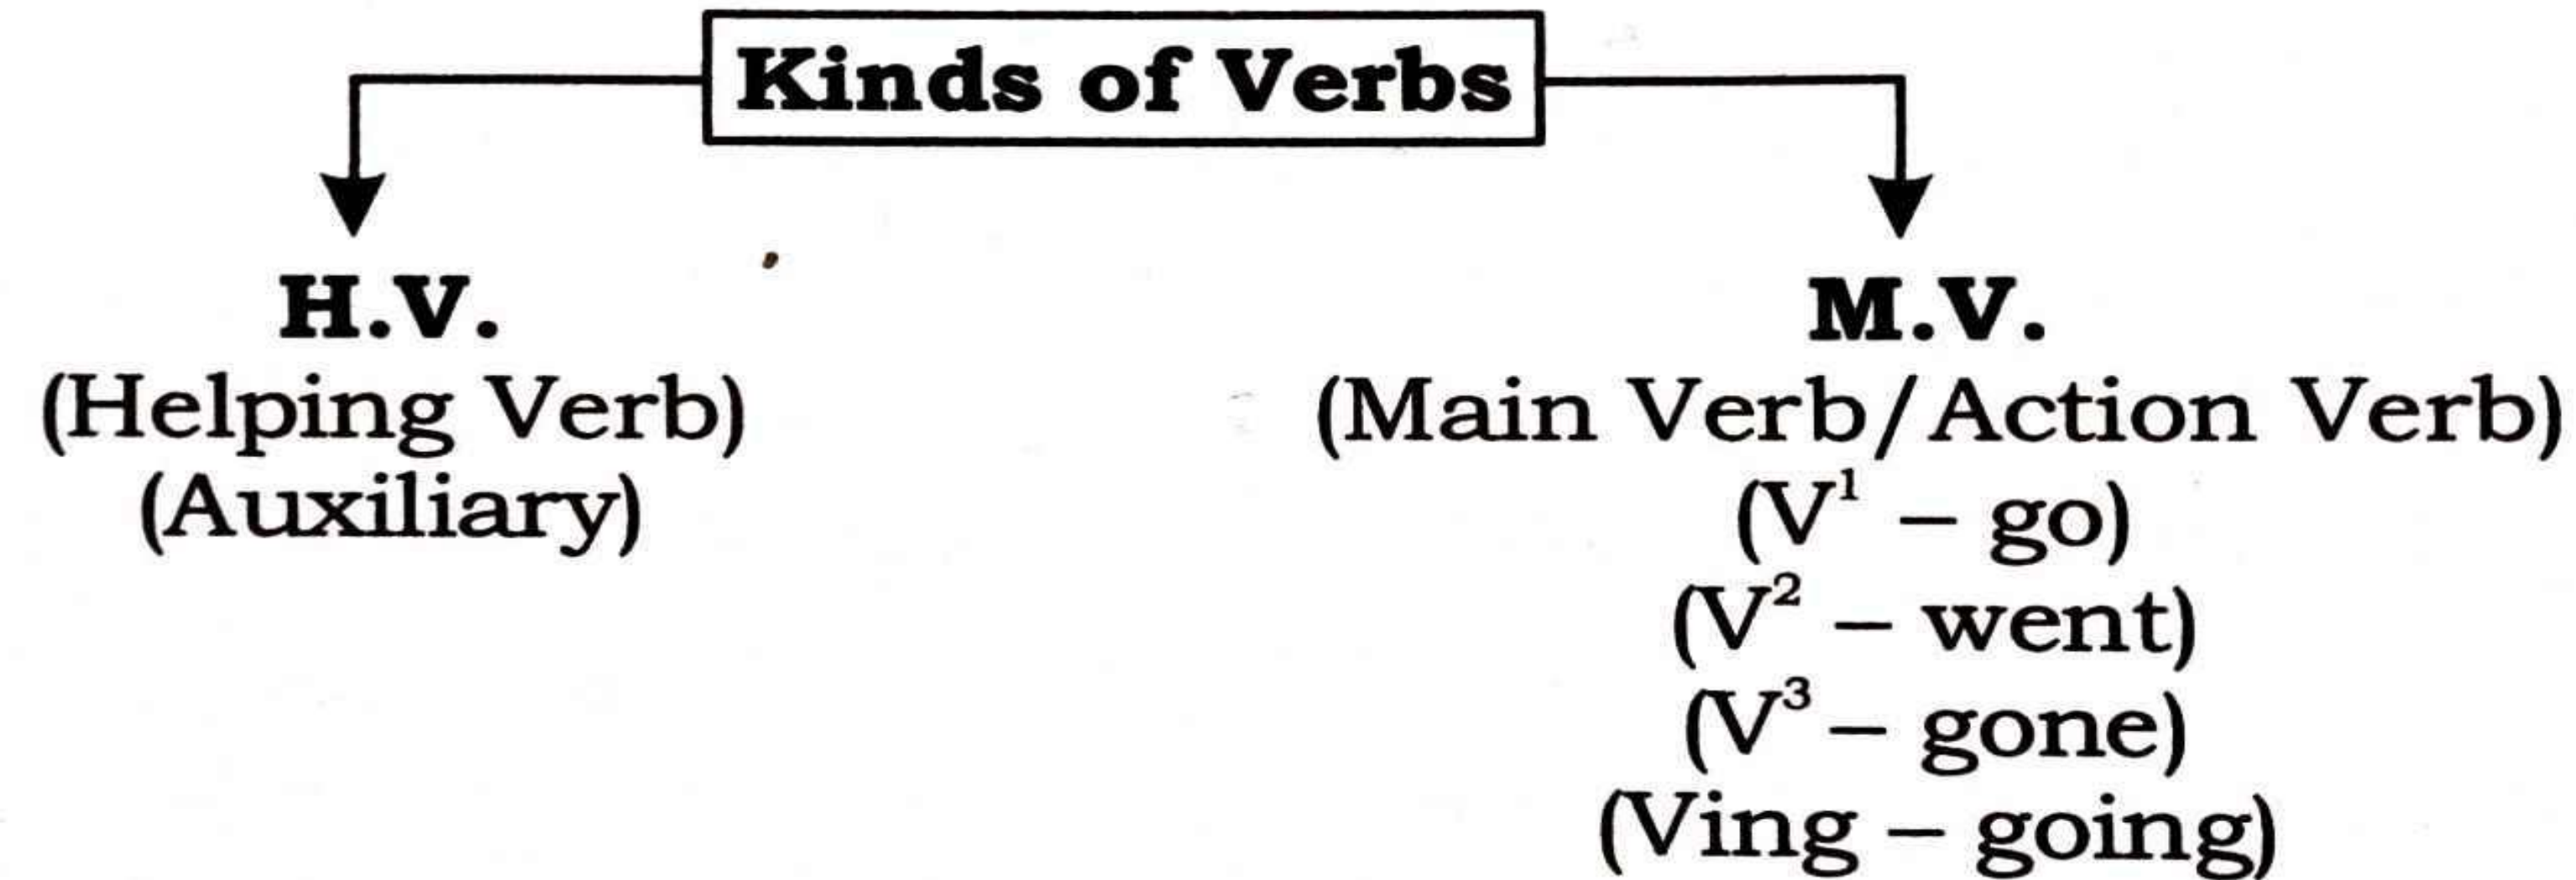 Kinds of Verbs
H.V.
(Helping Verb)
(Auxiliary)
M.V.
(Main Verb/Action Verb)
(V¹ – go)
(V² – went)
(V³ – gone)
(Ving – going)